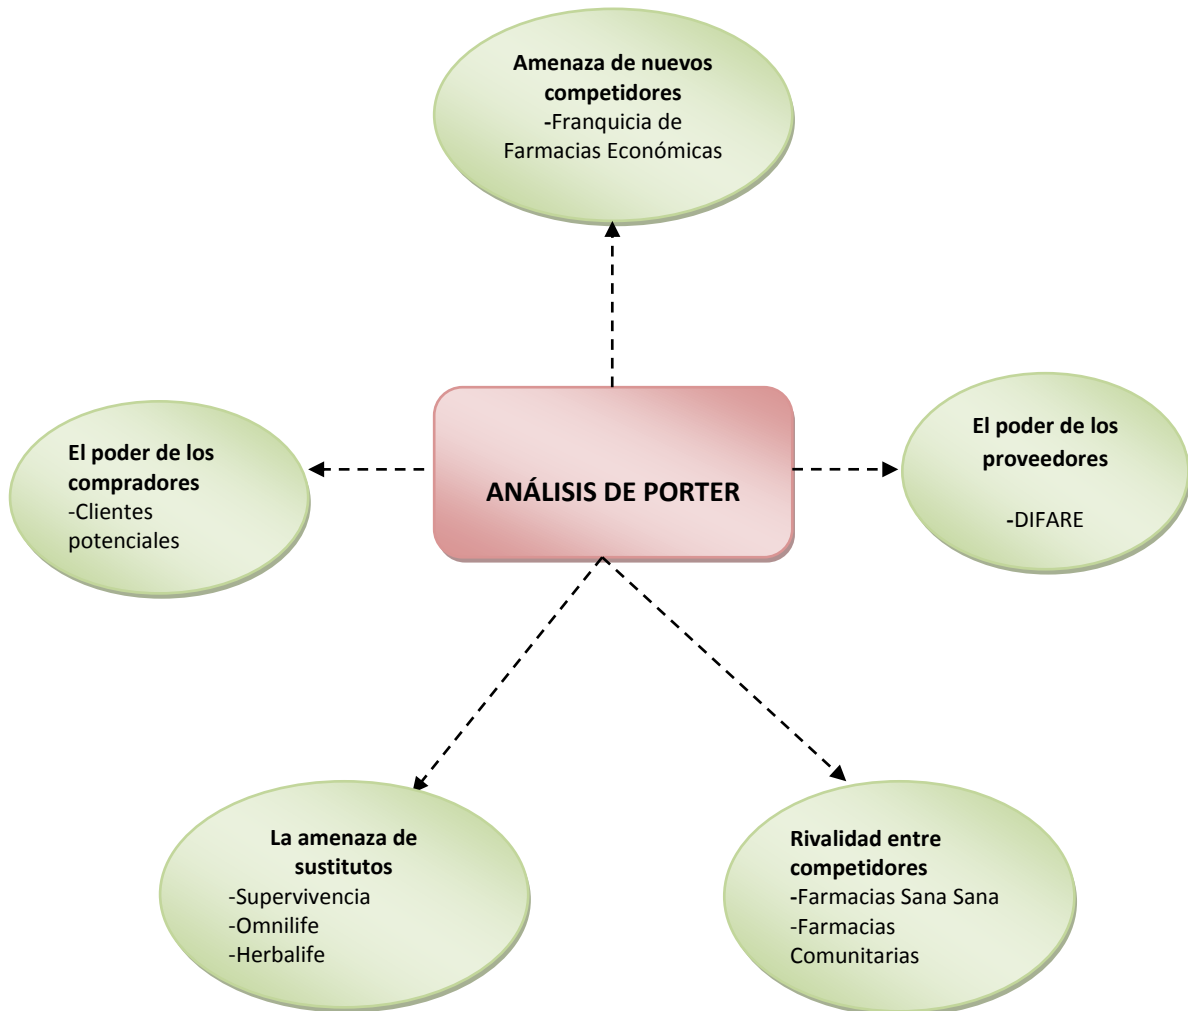 Amenaza de nuevos
competidores
-Franquicia de
Farmacias Económicas
El poder de los
compradores
-Clientes
potenciales
ANÁLISIS DE PORTER
El poder de los
proveedores
-DIFARE
La amenaza de
sustitutos
-Supervivencia
-Omnilife
-Herbalife
Rivalidad entre
competidores
-Farmacias Sana Sana
-Farmacias
Comunitarias